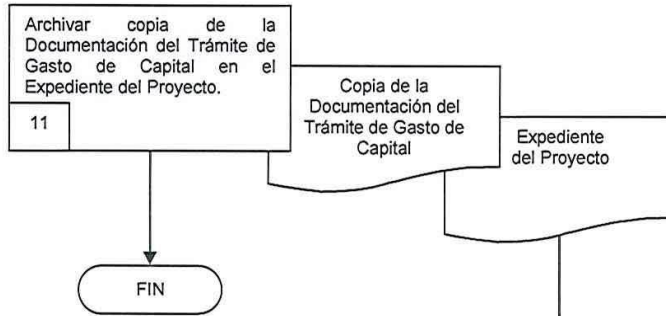 Archivar copia de la
Documentación del Trámite de
Gasto de Capital en el
Expediente del Proyecto.
11
Copia de la
Documentación del
Trámite de Gasto de
Capital
Expediente
del Proyecto
FIN